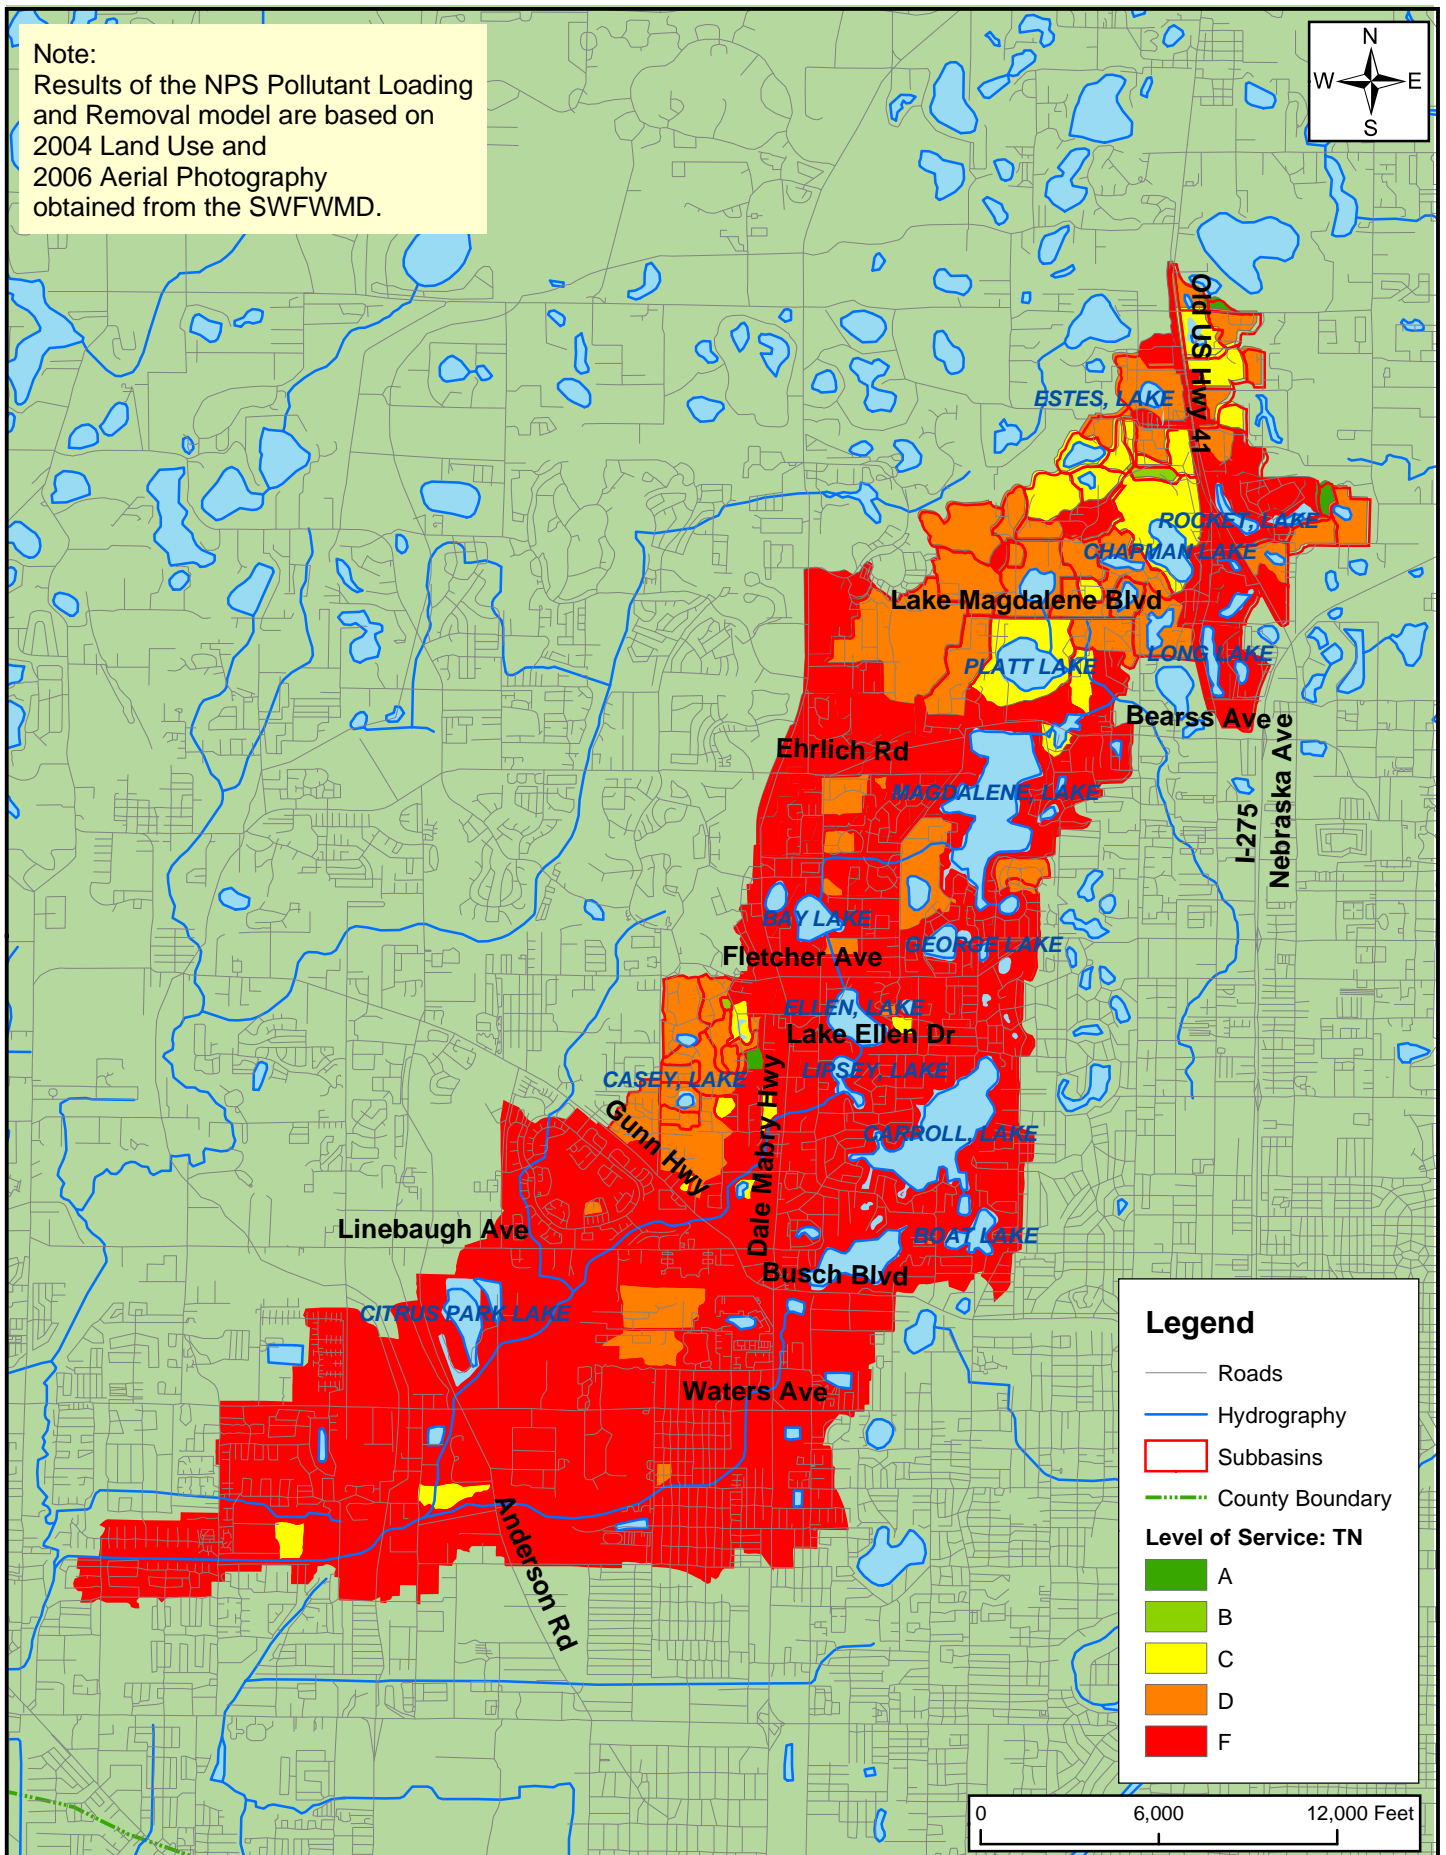 Note:
Results of the NPS Pollutant Loading
and Removal model are based on
2004 Land Use and
2006 Aerial Photography
obtained from the SWFWMD.
N
W E
S
Old US Hwy 41
ESTES, LAKE
ROCKET, LAKE
CHAPMAN LAKE
Lake Magdalene Blvd
LONG LAKE
PLATT LAKE
Bearss Ave
Nebraska Ave
I-275
Ehrlich Rd
MAGDALENE, LAKE
BAY LAKE
GEORGE LAKE
Fletcher Ave
ELLEN, LAKE
Lake Ellen Dr
LIPSEY, LAKE
CASEY, LAKE
Gunn Hwy
Dale Mabry Hwy
CARROLL, LAKE
Linebaugh Ave
BOAT LAKE
Busch Blvd
CITRUS PARK LAKE
Waters Ave
Anderson Rd
Legend
Roads
Hydrography
Subbasins
County Boundary
Level of Service: TN
A
B
C
D
F
0 6,000 12,000 Feet